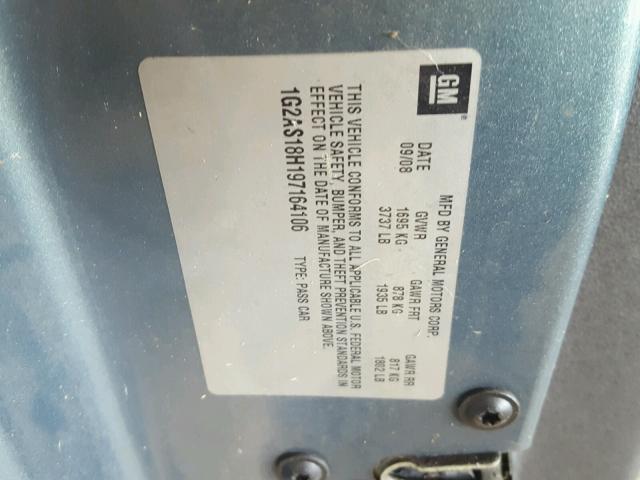 GM
MFD BY GENERAL MOTORS CORP.
DATE GVWR GAWR FRT GAWR RR
09/08 1695 KG 878 KG 817 KG
3737 LB 1935 LB 1802 LB
THIS VEHICLE CONFORMS TO ALL APPLICABLE U.S. FEDERAL MOTOR
VEHICLE SAFETY, BUMPER, AND THEFT PREVENTION STANDARDS IN
EFFECT ON THE DATE OF MANUFACTURE SHOWN ABOVE.
1G2AS18H197164106 TYPE: PASS CAR